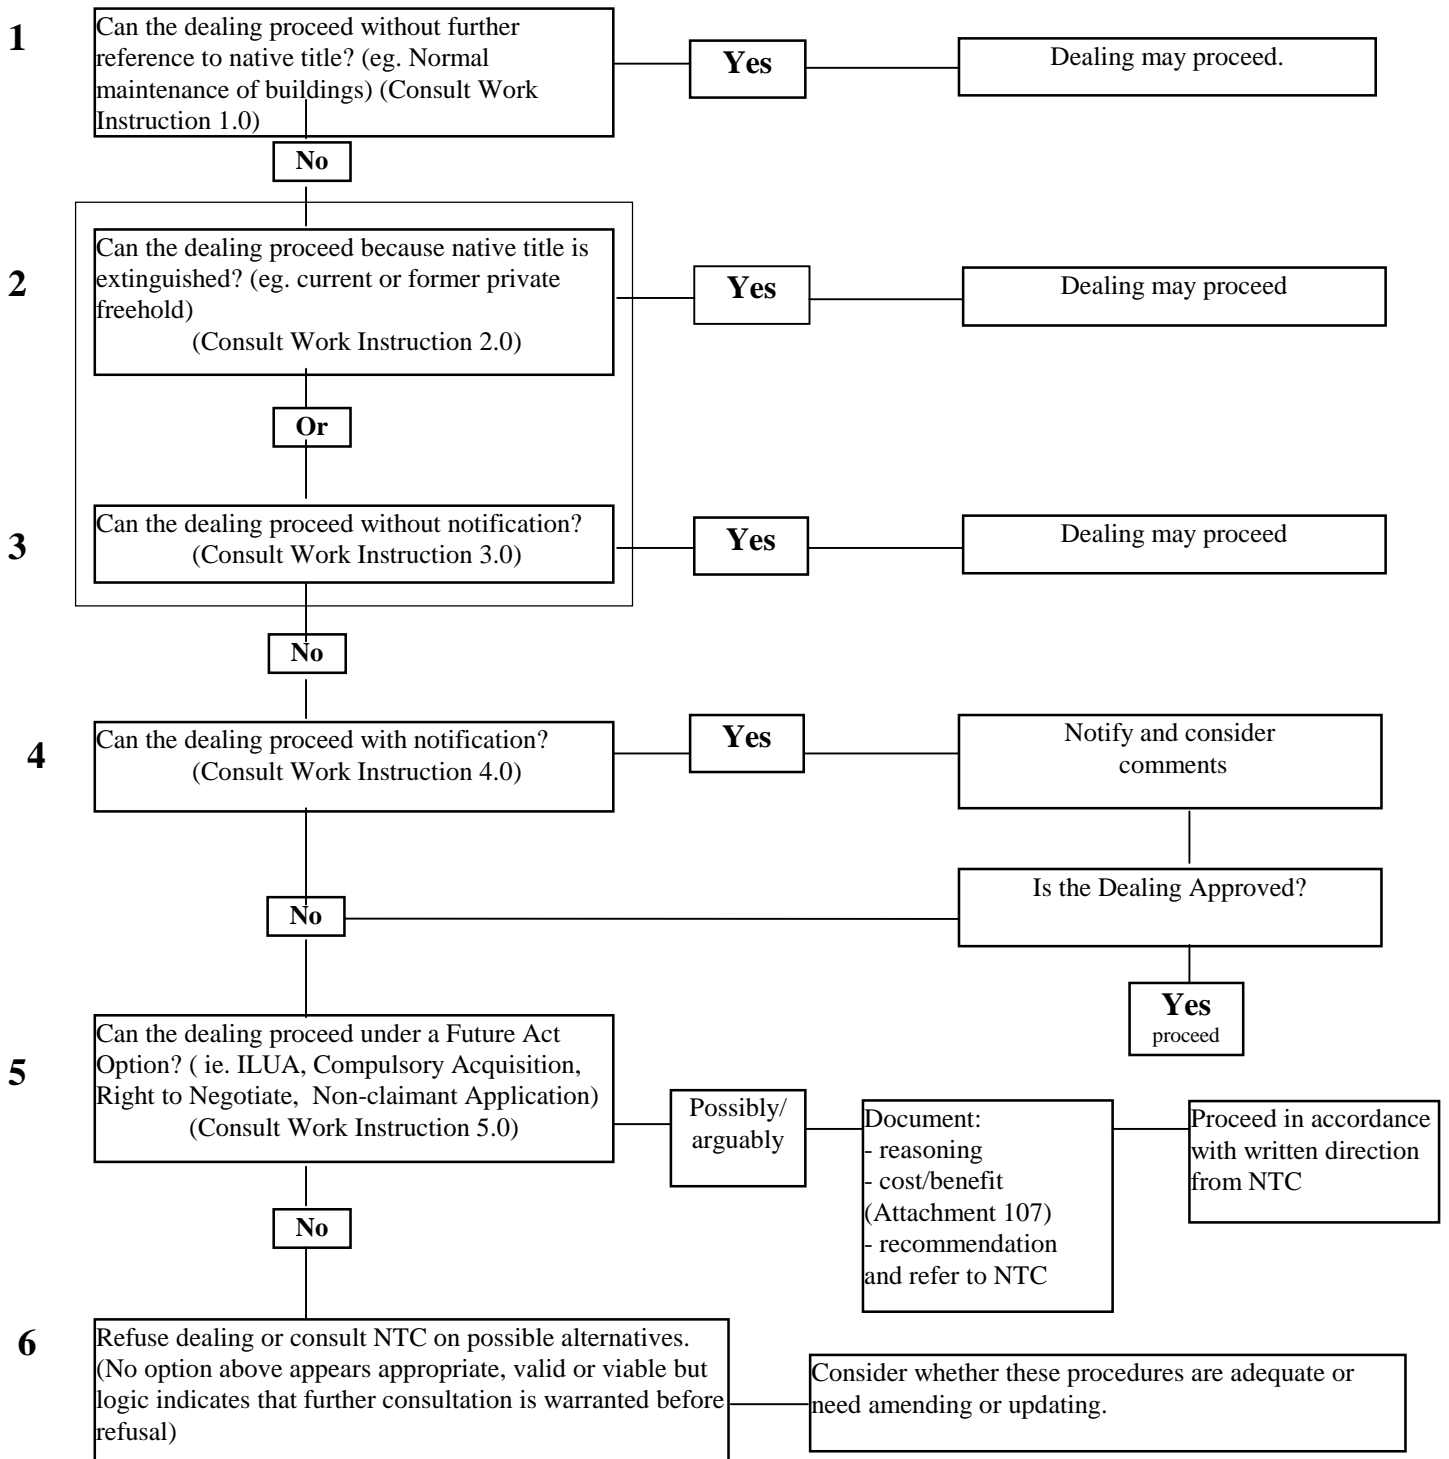 1
Can the dealing proceed without further
reference to native title? (eg. Normal
maintenance of buildings) (Consult Work
Instruction 1.0)
Yes
Dealing may proceed.
No
2
Can the dealing proceed because native title is
extinguished? (eg. current or former private
freehold)
(Consult Work Instruction 2.0)
Yes
Dealing may proceed
Or
3
Can the dealing proceed without notification?
(Consult Work Instruction 3.0)
Yes
Dealing may proceed
No
4
Can the dealing proceed with notification?
(Consult Work Instruction 4.0)
Yes
Notify and consider
comments
Is the Dealing Approved?
No
Yes
proceed
5
Can the dealing proceed under a Future Act
Option? ( ie. ILUA, Compulsory Acquisition,
Right to Negotiate,  Non-claimant Application)
(Consult Work Instruction 5.0)
Possibly/
arguably
Document:
- reasoning
- cost/benefit
(Attachment 107)
- recommendation
and refer to NTC
Proceed in accordance
with written direction
from NTC
No
6
Refuse dealing or consult NTC on possible alternatives.
(No option above appears appropriate, valid or viable but
logic indicates that further consultation is warranted before
refusal)
Consider whether these procedures are adequate or
need amending or updating.